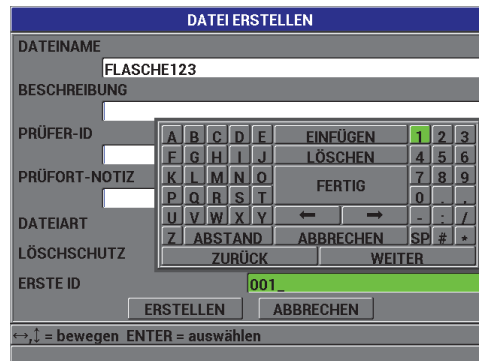 DATEI ERSTELLEN
DATEINAME
FLASCHE123
BESCHREIBUNG
PRÜFER-ID
PRÜFORT-NOTIZ
DATEIART
LÖSCHSCHUTZ
A B C D E EINFÜGEN 1 2 3
F G H I J LÖSCHEN 4 5 6
K L M N O FERTIG 7 8 9
P Q R S T 0 . ,
U V W X Y ← → - : /
Z ABSTAND ABBRECHEN SP # *
ZURÜCK WEITER
ERSTE ID 001_
ERSTELLEN ABBRECHEN
↔,↕ = bewegen ENTER = auswählen